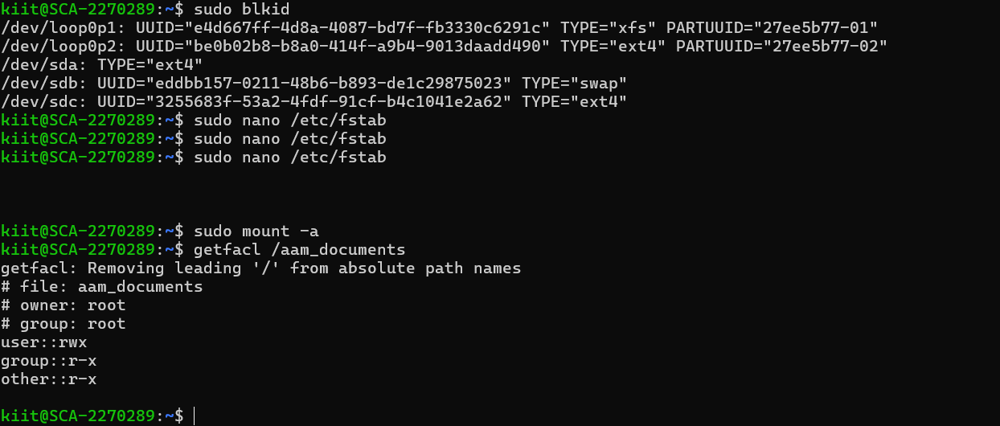 kiit@SCA-2270289:~$ sudo blkid
/dev/loop0p1: UUID="e4d667ff-4d8a-4087-bd7f-fb3330c6291c" TYPE="xfs" PARTUUID="27ee5b77-01"
/dev/loop0p2: UUID="be0b02b8-b8a0-414f-a9b4-9013daadd490" TYPE="ext4" PARTUUID="27ee5b77-02"
/dev/sda: TYPE="ext4"
/dev/sdb: UUID="eddbb157-0211-48b6-b893-de1c29875023" TYPE="swap"
/dev/sdc: UUID="3255683f-53a2-4fdf-91cf-b4c1041e2a62" TYPE="ext4"
kiit@SCA-2270289:~$ sudo nano /etc/fstab
kiit@SCA-2270289:~$ sudo nano /etc/fstab
kiit@SCA-2270289:~$ sudo nano /etc/fstab
kiit@SCA-2270289:~$ sudo mount -a
kiit@SCA-2270289:~$ getfacl /aam_documents
getfacl: Removing leading '/' from absolute path names
# file: aam_documents
# owner: root
# group: root
user::rwx
group::r-x
other::r-x
kiit@SCA-2270289:~$